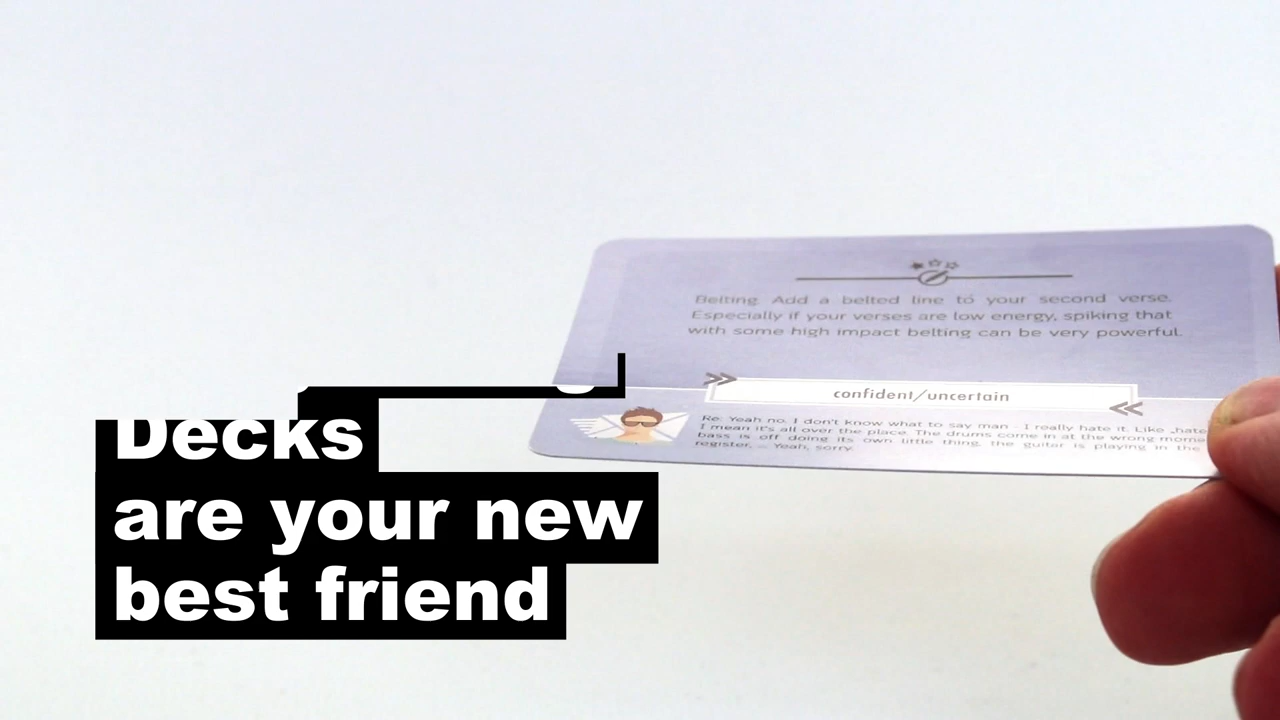 Belting. Add a belted line to your second verse.
Especially if your verses are low energy, spiking that
with some high impact belting can be very powerful.
confident/uncertain
Re: Yeah no. I don't know what to say man - I really hate it. Like „hate
I mean it's all over the place. The drums come in at the wrong mome
bass is off doing its own little thing, the guitar is playing in the
register. – Yeah, sorry.
Decks
are your new
best friend